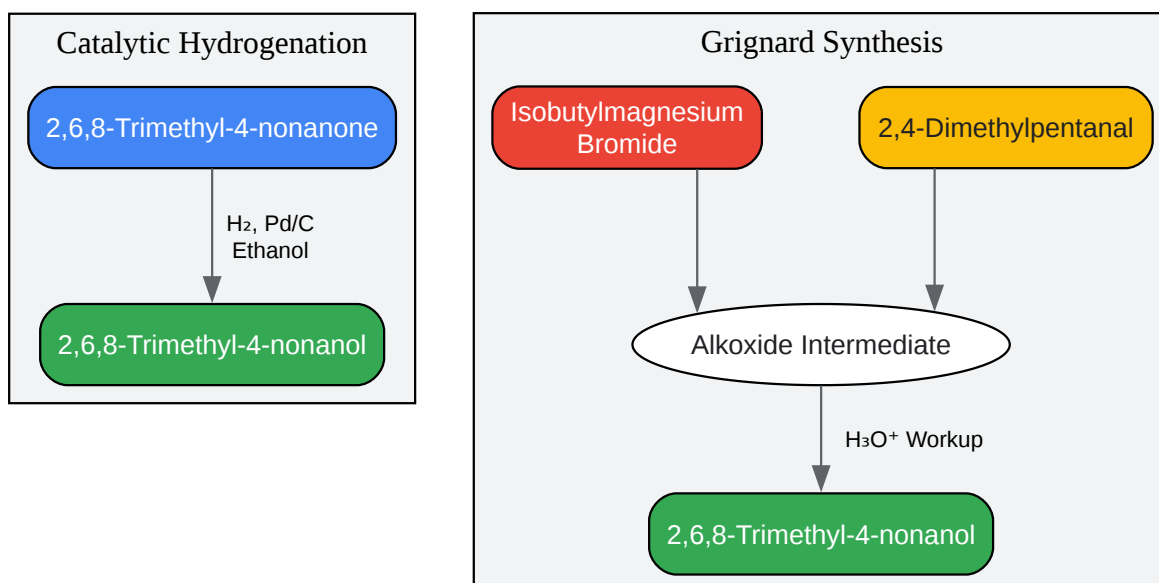 Catalytic Hydrogenation
2,6,8-Trimethyl-4-nonanone
H₂, Pd/C
Ethanol
2,6,8-Trimethyl-4-nonanol
Grignard Synthesis
Isobutylmagnesium
Bromide
2,4-Dimethylpentanal
Alkoxide Intermediate
H₃O⁺ Workup
2,6,8-Trimethyl-4-nonanol